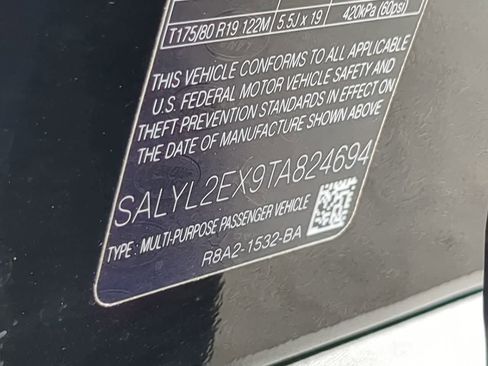 T175/80 R19 122M 5.5J x 19 420kPa (60psi)
THIS VEHICLE CONFORMS TO ALL APPLICABLE
U.S. FEDERAL MOTOR VEHICLE SAFETY AND
THEFT PREVENTION STANDARDS IN EFFECT ON
THE DATE OF MANUFACTURE SHOWN ABOVE
SALYL2EX9TA824694
TYPE : MULTI-PURPOSE PASSENGER VEHICLE
R8A2-1532-BA